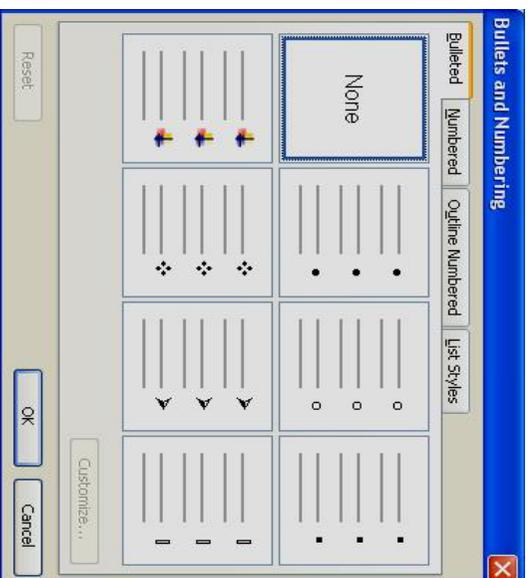 Bullets and Numbering
Bulleted
Numbered
Outline Numbered
List Styles
None
Customize...
Reset
OK
Cancel